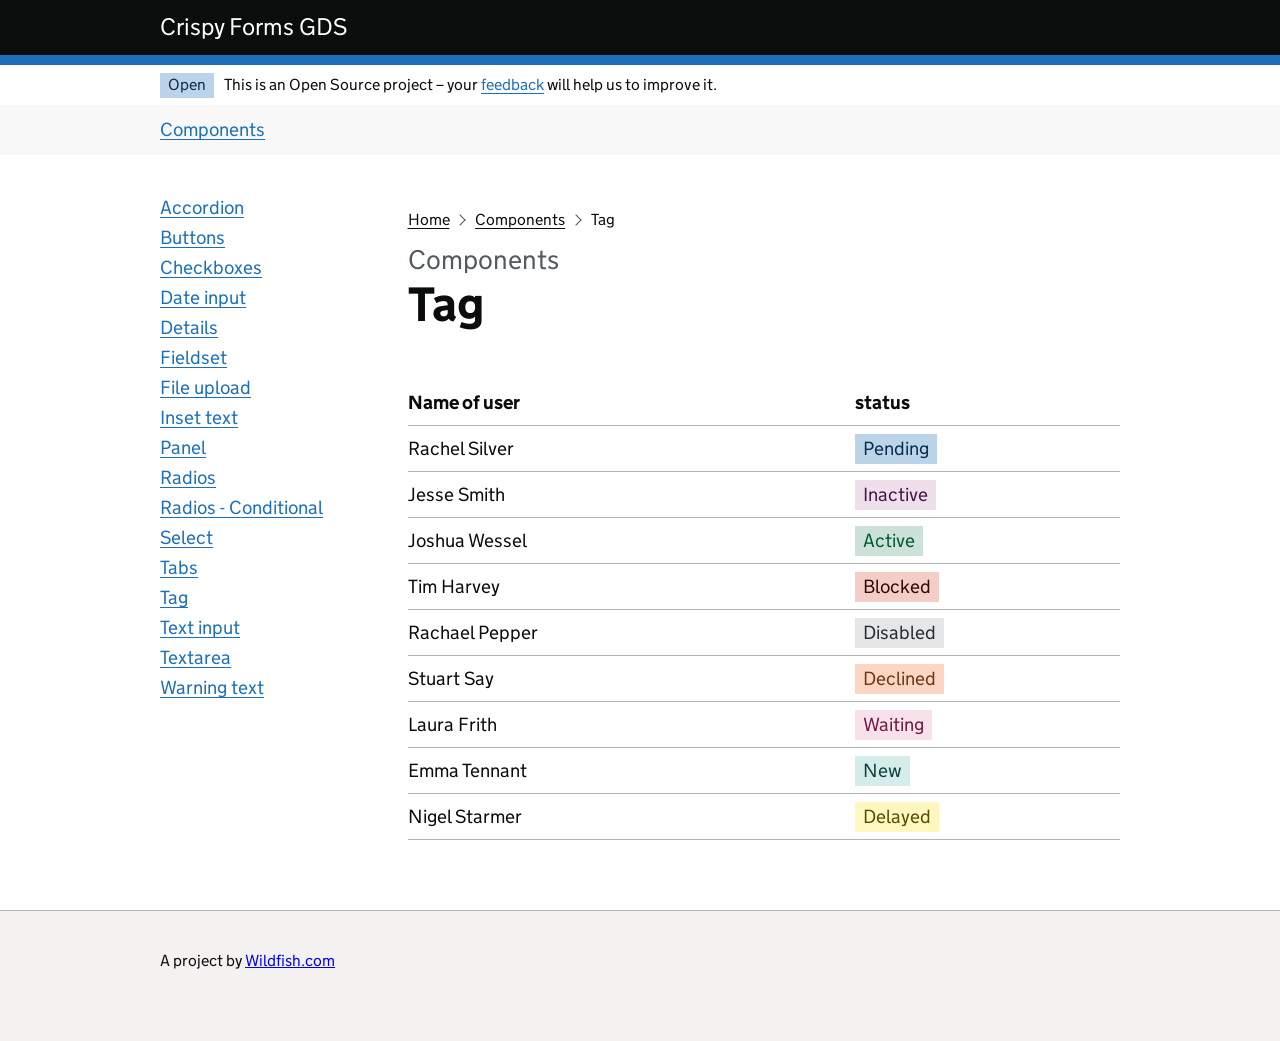 Crispy Forms GDS
Open This is an Open Source project – your feedback will help us to improve it.
Components
Accordion
Buttons
Checkboxes
Date input
Details
Fieldset
File upload
Inset text
Panel
Radios
Radios - Conditional
Select
Tabs
Tag
Text input
Textarea
Warning text
Home Components Tag
Components
Tag
Name of user status
Rachel Silver Pending
Jesse Smith Inactive
Joshua Wessel Active
Tim Harvey Blocked
Rachael Pepper Disabled
Stuart Say Declined
Laura Frith Waiting
Emma Tennant New
Nigel Starmer Delayed
A project by Wildfish.com